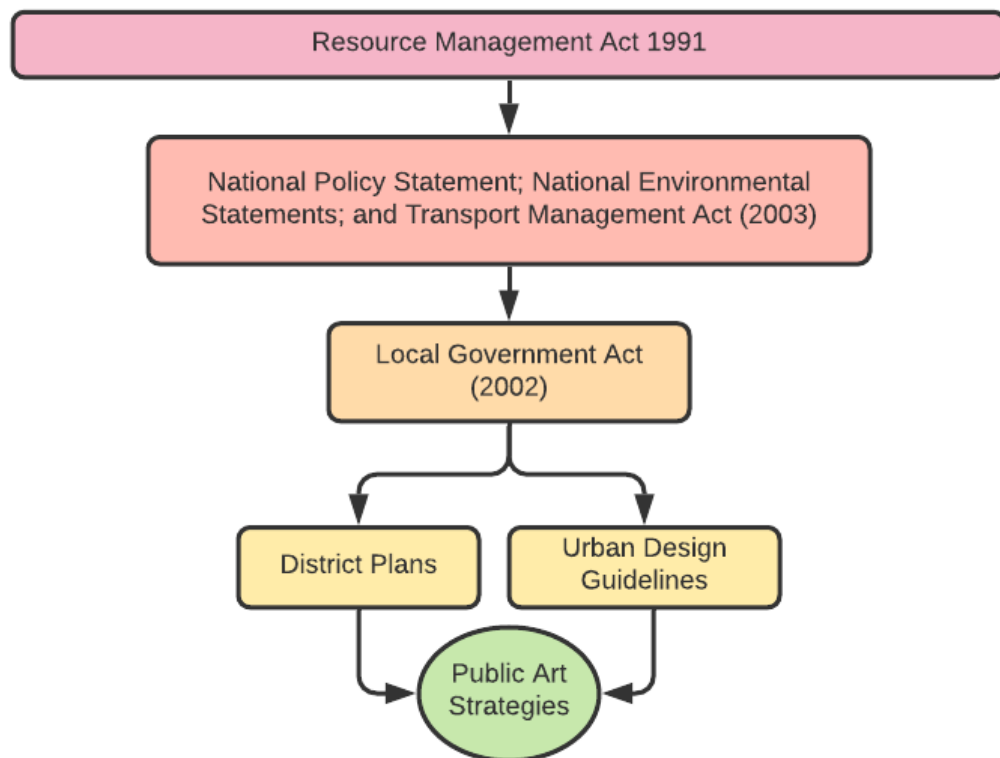 Resource Management Act 1991
National Policy Statement; National Environmental
Statements; and Transport Management Act (2003)
Local Government Act
(2002)
District Plans
Urban Design
Guidelines
Public Art
Strategies